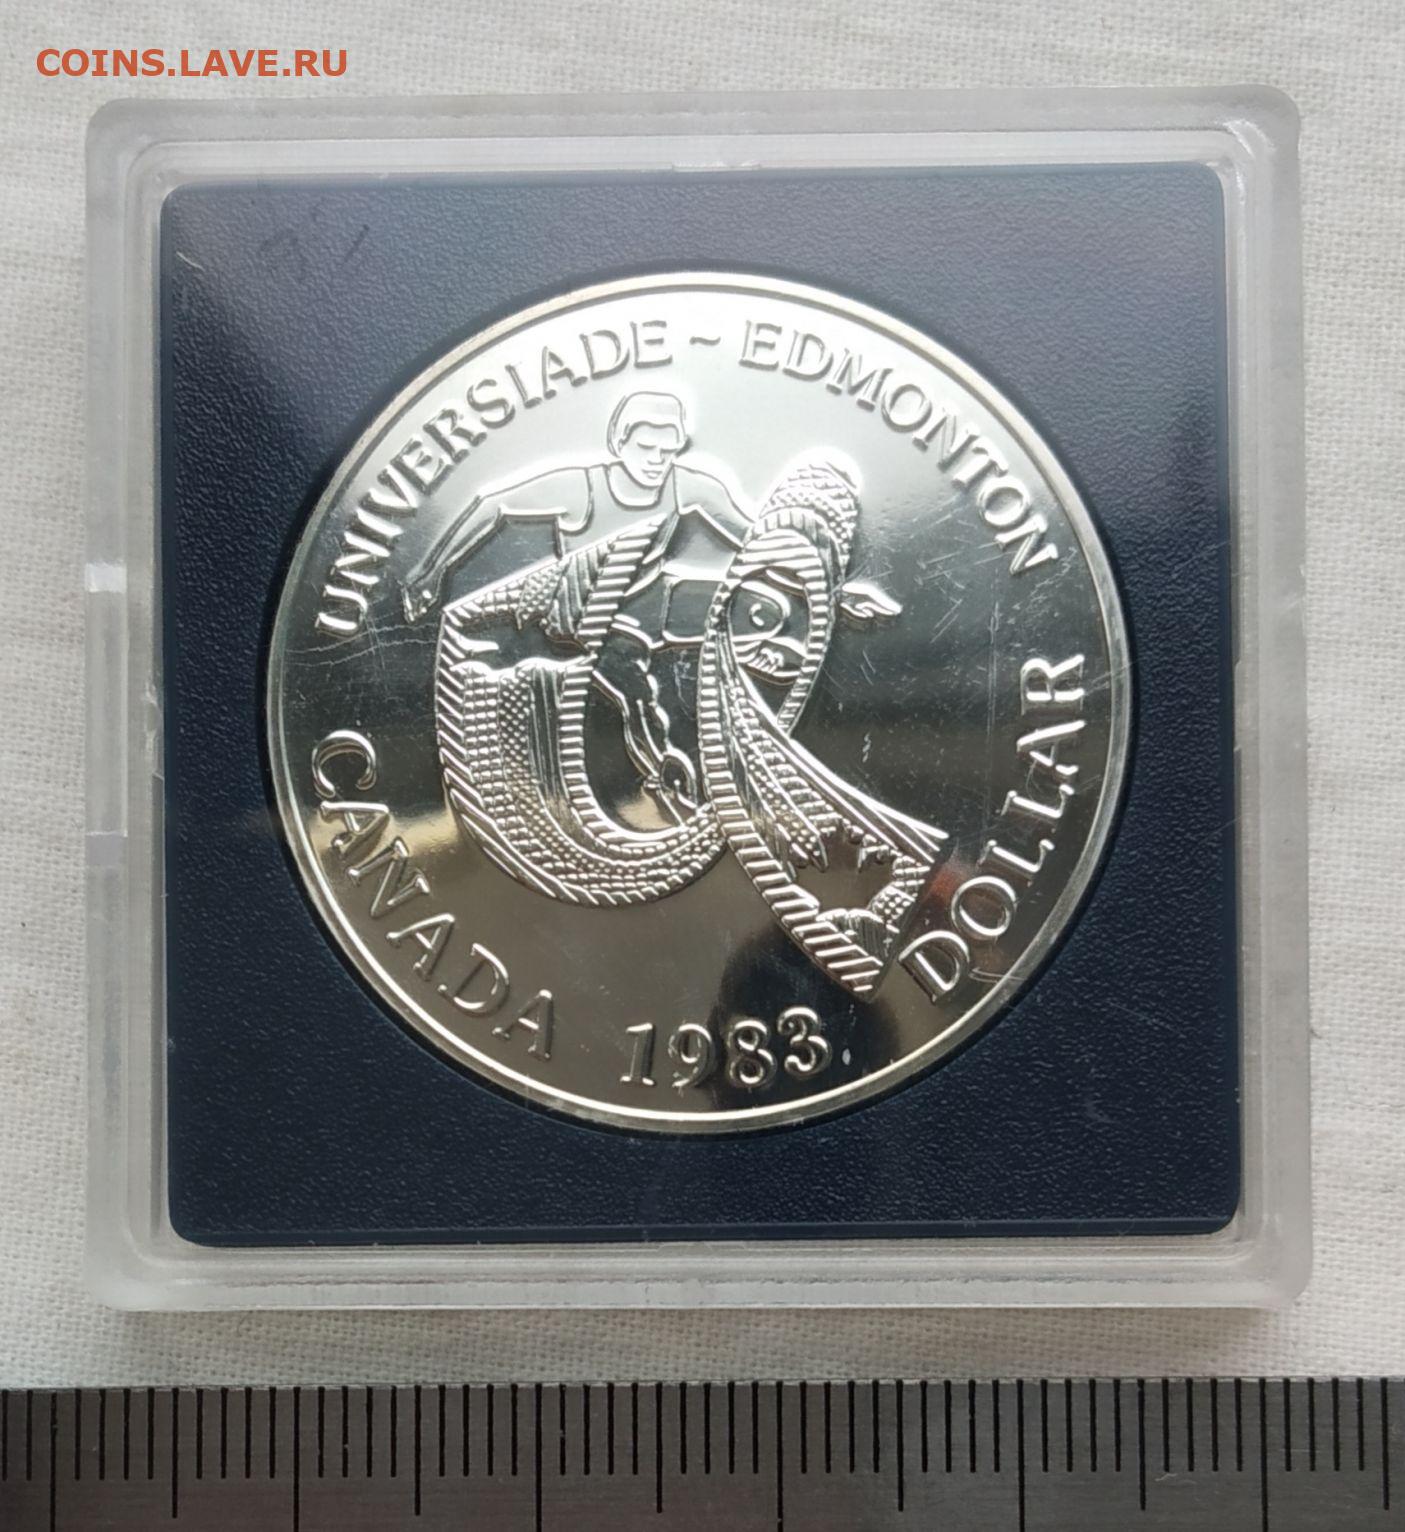 COINS.LAVE.RU
UNIVERSIADE ~ EDMONTON
CANADA 1983 DOLLAR